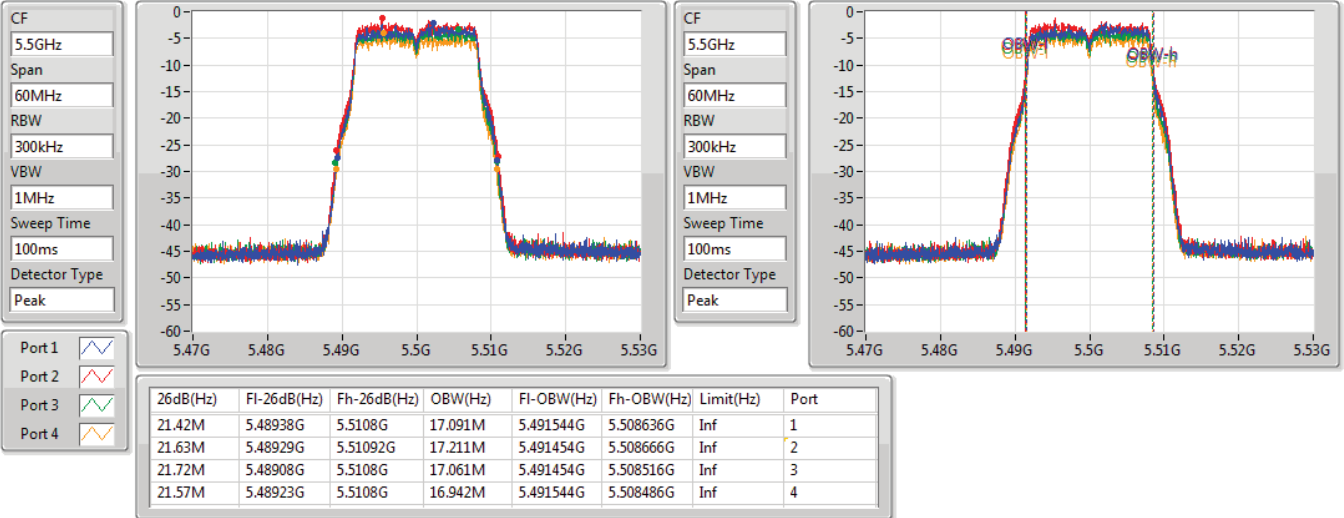 CF
5.5GHz
Span
60MHz
RBW
300kHz
VBW
1MHz
Sweep Time
100ms
Detector Type
Peak
0
-5
-10
-15
-20
-25
-30
-35
-40
-45
-50
-55
-60
5.47G 5.48G 5.49G 5.5G 5.51G 5.52G 5.53G
CF
5.5GHz
Span
60MHz
RBW
300kHz
VBW
1MHz
Sweep Time
100ms
Detector Type
Peak
0
-5
-10
-15
-20
-25
-30
-35
-40
-45
-50
-55
-60
OBW-l
OBW-h
5.47G 5.48G 5.49G 5.5G 5.51G 5.52G 5.53G
Port 1
Port 2
Port 3
Port 4
26dB(Hz) Fl-26dB(Hz) Fh-26dB(Hz) OBW(Hz) Fl-OBW(Hz) Fh-OBW(Hz) Limit(Hz) Port
21.42M 5.48938G 5.5108G 17.091M 5.491544G 5.508636G Inf 1
21.63M 5.48929G 5.51092G 17.211M 5.491454G 5.508666G Inf 2
21.72M 5.48908G 5.5108G 17.061M 5.491454G 5.508516G Inf 3
21.57M 5.48923G 5.5108G 16.942M 5.491544G 5.508486G Inf 4